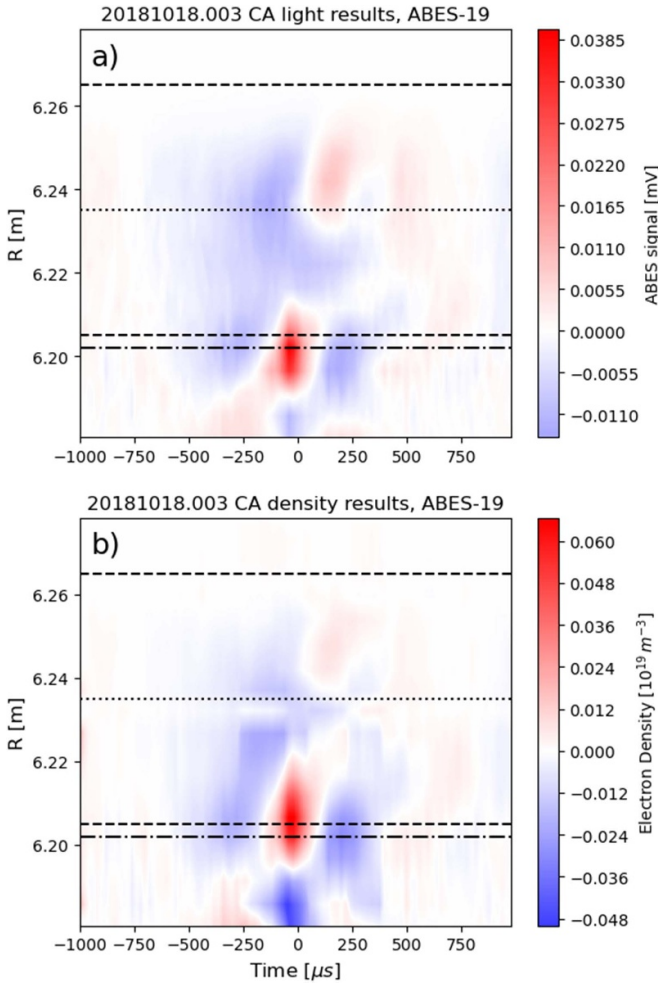 20181018.003 CA light results, ABES-19
a)
R [m]
6.26
6.24
6.22
6.20
−1000 −750 −500 −250 0 250 500 750
0.0385
0.0330
0.0275
0.0220
0.0165
0.0110
0.0055
0.0000
−0.0055
−0.0110
ABES signal [mV]
20181018.003 CA density results, ABES-19
b)
R [m]
6.26
6.24
6.22
6.20
−1000 −750 −500 −250 0 250 500 750
Time [μs]
0.060
0.048
0.036
0.024
0.012
0.000
−0.012
−0.024
−0.036
−0.048
Electron Density [10¹⁹ m⁻³]